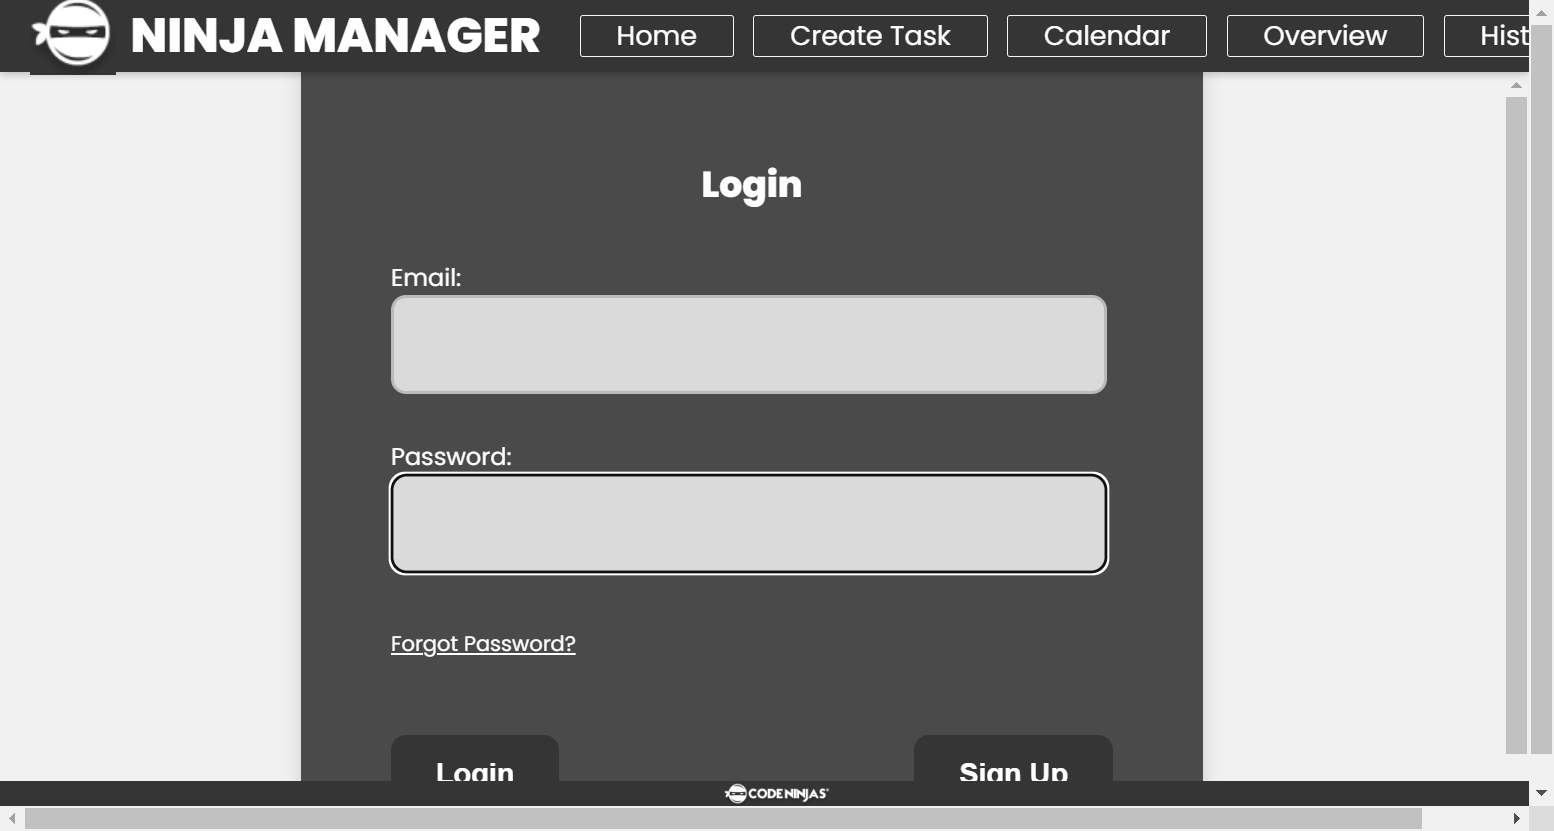 NINJA MANAGER
Home
Create Task
Calendar
Overview
Hist
Login
Email:
Password:
Forgot Password?
Login
Sign Up
CODE NINJAS